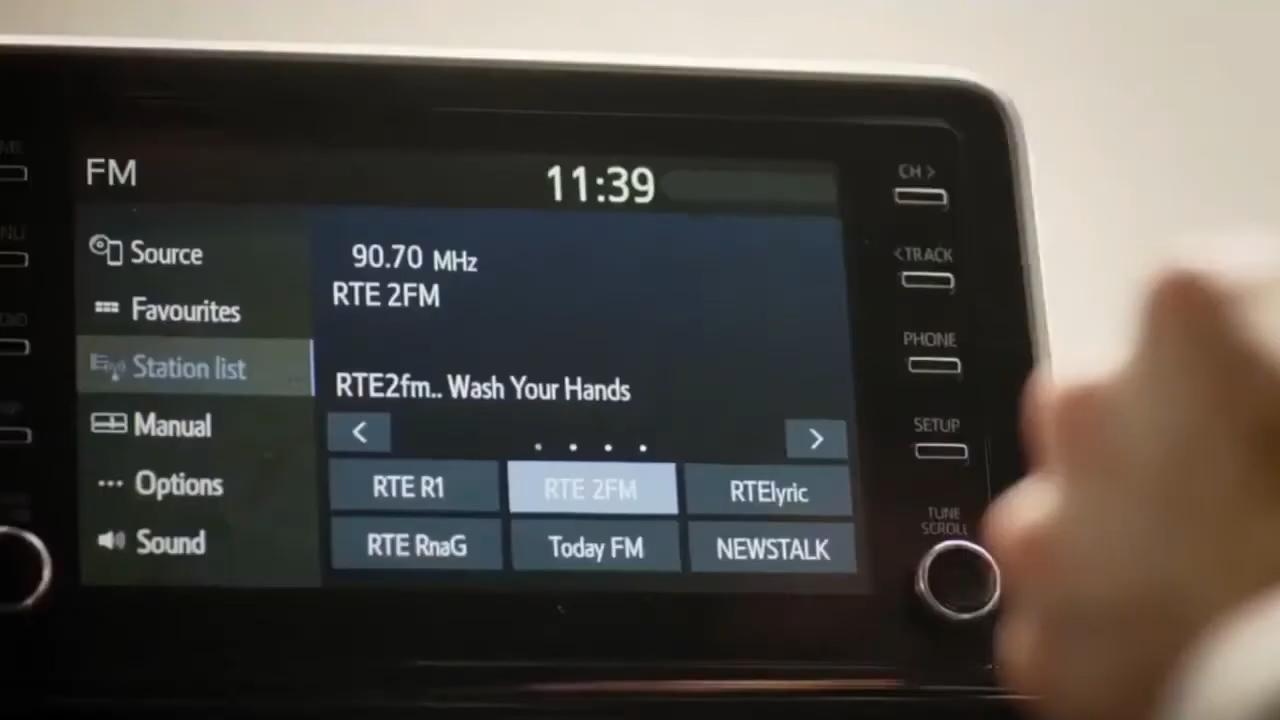 FM
11:39
Source
Favourites
Station list
Manual
Options
Sound
90.70 MHz
RTE 2FM
RTE2fm.. Wash Your Hands
<
>
RTE R1
RTE 2FM
RTElyric
RTE RnaG
Today FM
NEWSTALK
CH >
<TRACK
PHONE
SETUP
TUNE
SCROLL